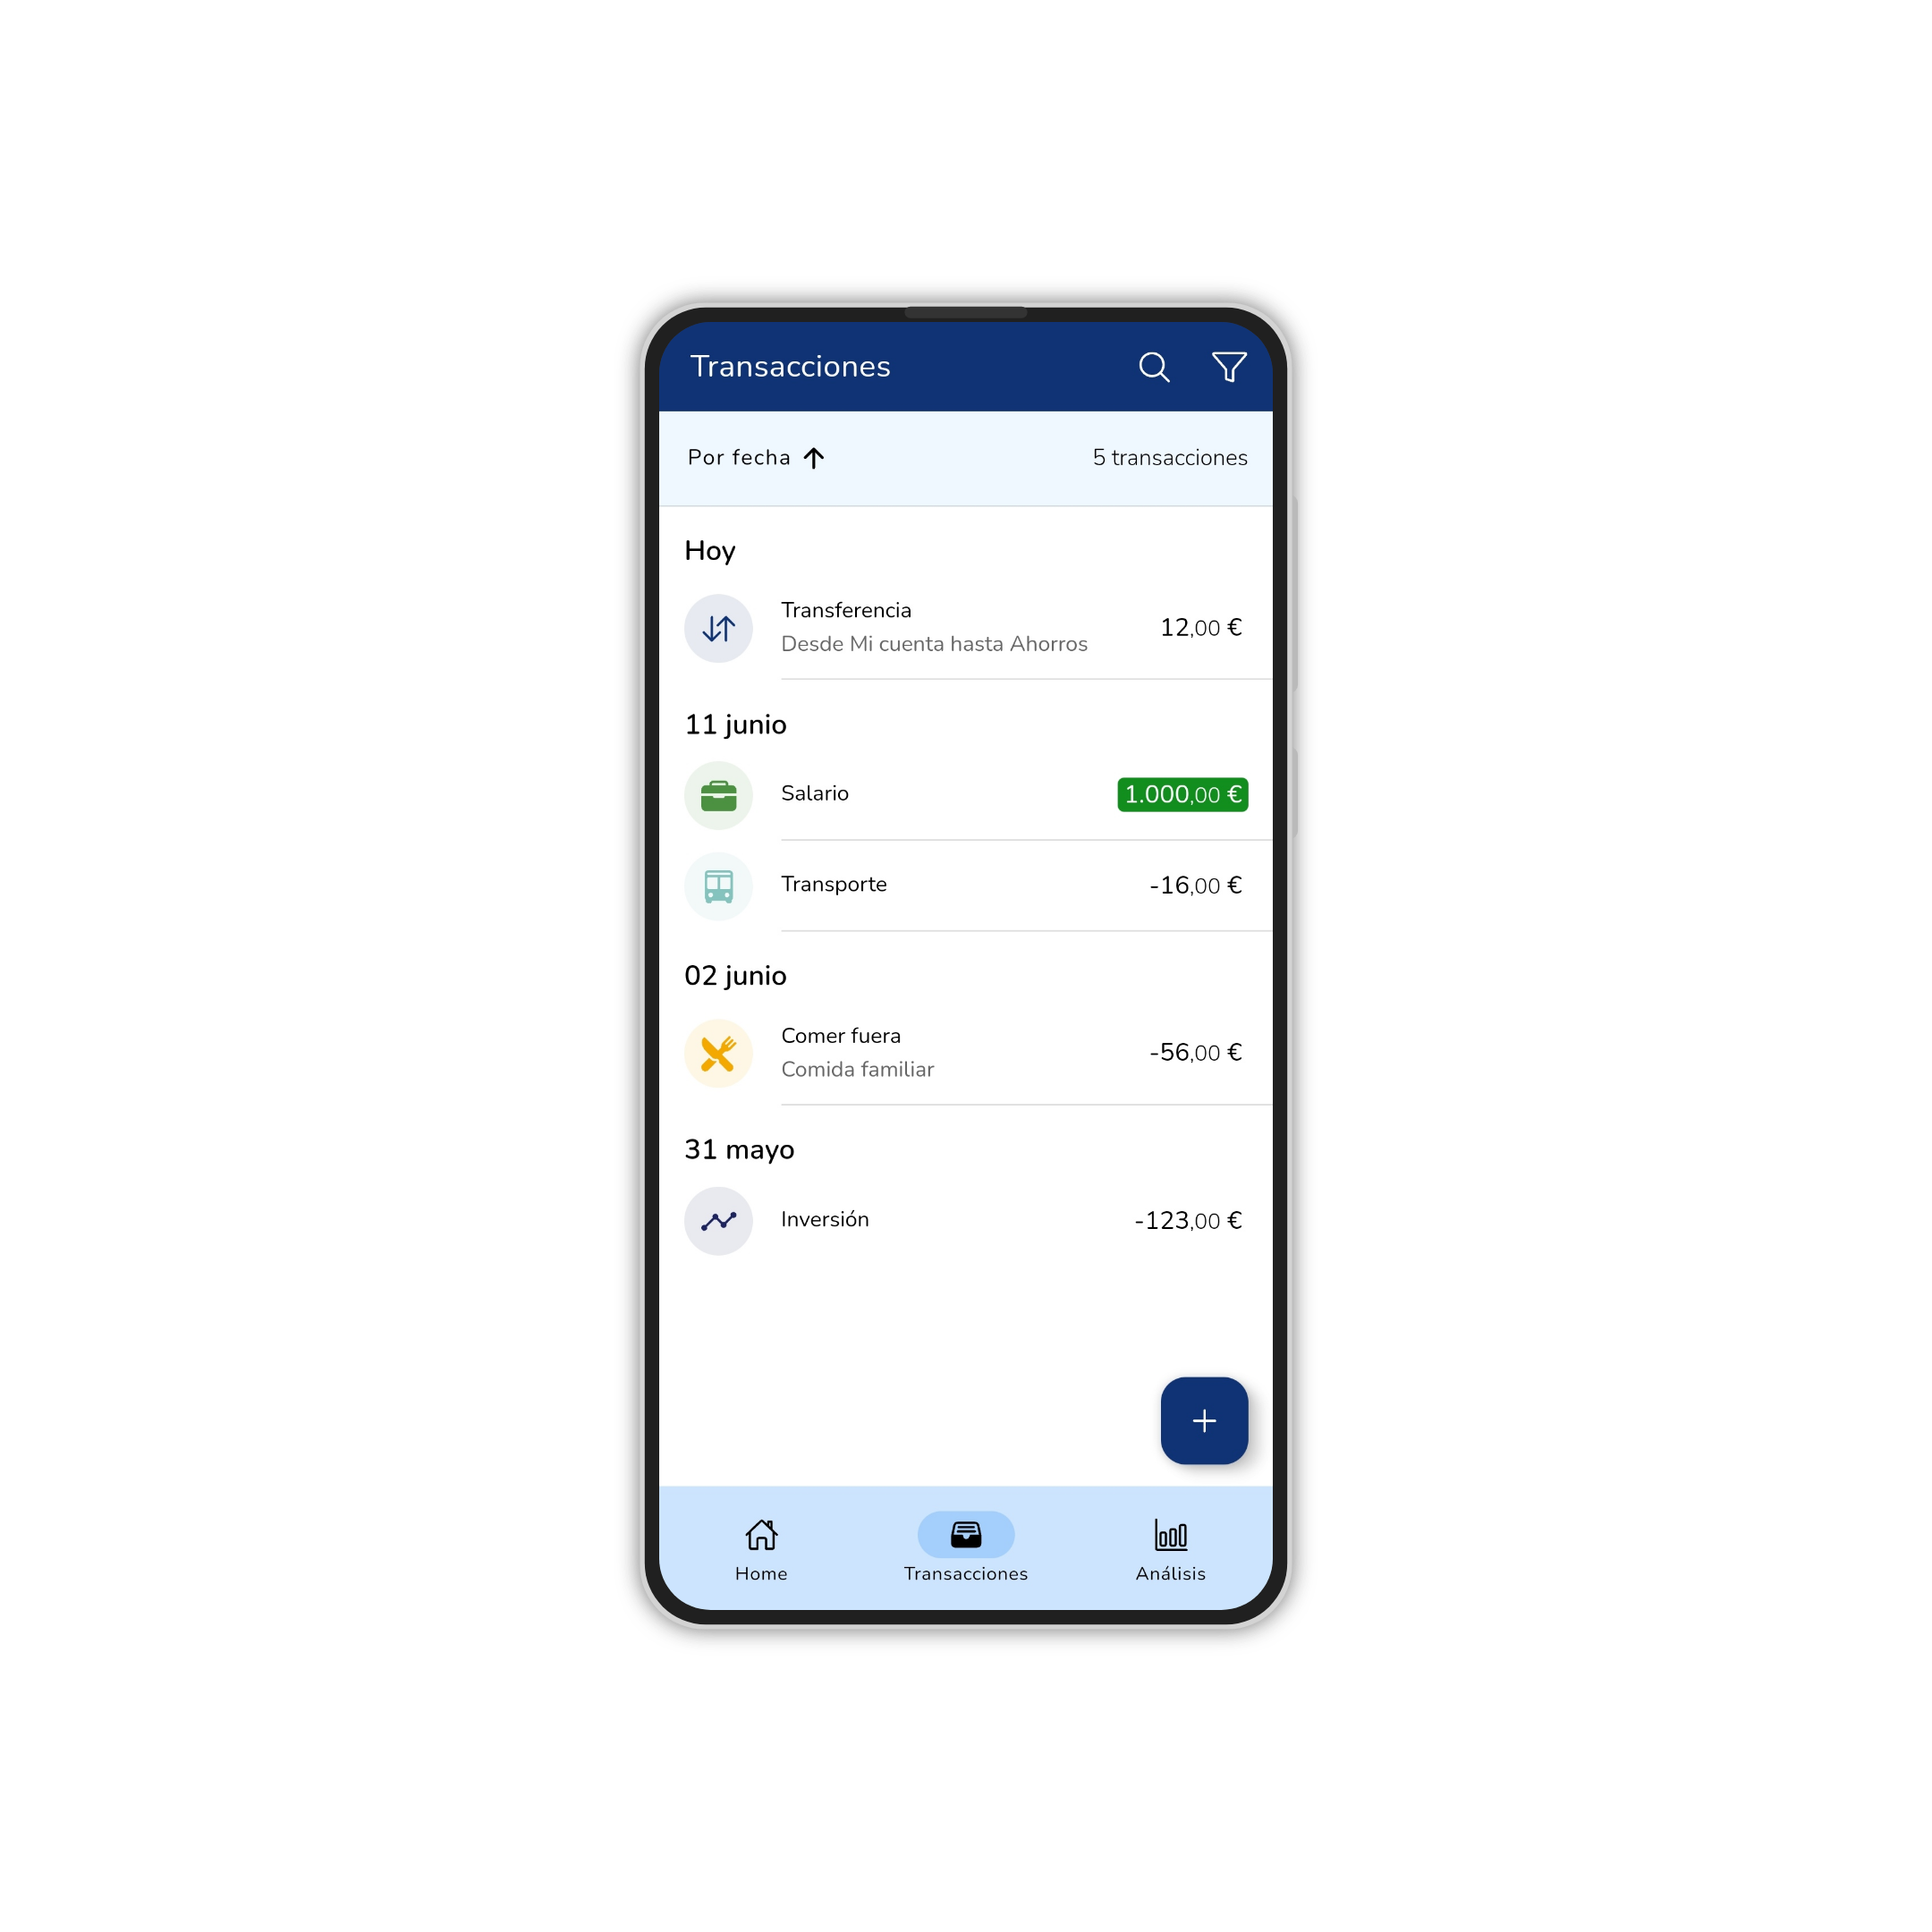 Transacciones
Por fecha
5 transacciones
Hoy
Transferencia
Desde Mi cuenta hasta Ahorros
12,00 €
11 junio
Salario
1.000,00 €
Transporte
-16,00 €
02 junio
Comer fuera
Comida familiar
-56,00 €
31 mayo
Inversión
-123,00 €
Home
Transacciones
Análisis